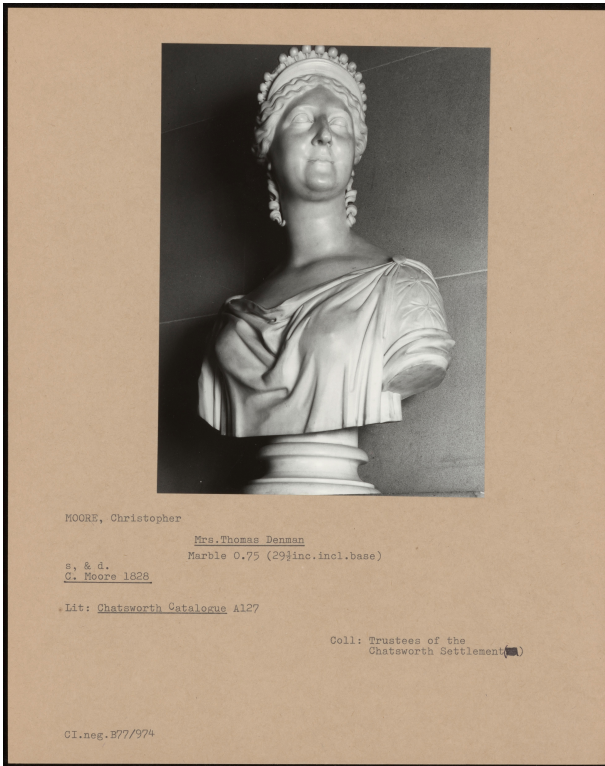 MOORE, Christopher
Mrs.Thomas Denman
Marble 0.75 (29½inc.incl.base)
s, & d.
C. Moore 1828
Lit: Chatsworth Catalogue A127
Coll: Trustees of the
Chatsworth Settlement( )
CI.neg.B77/974